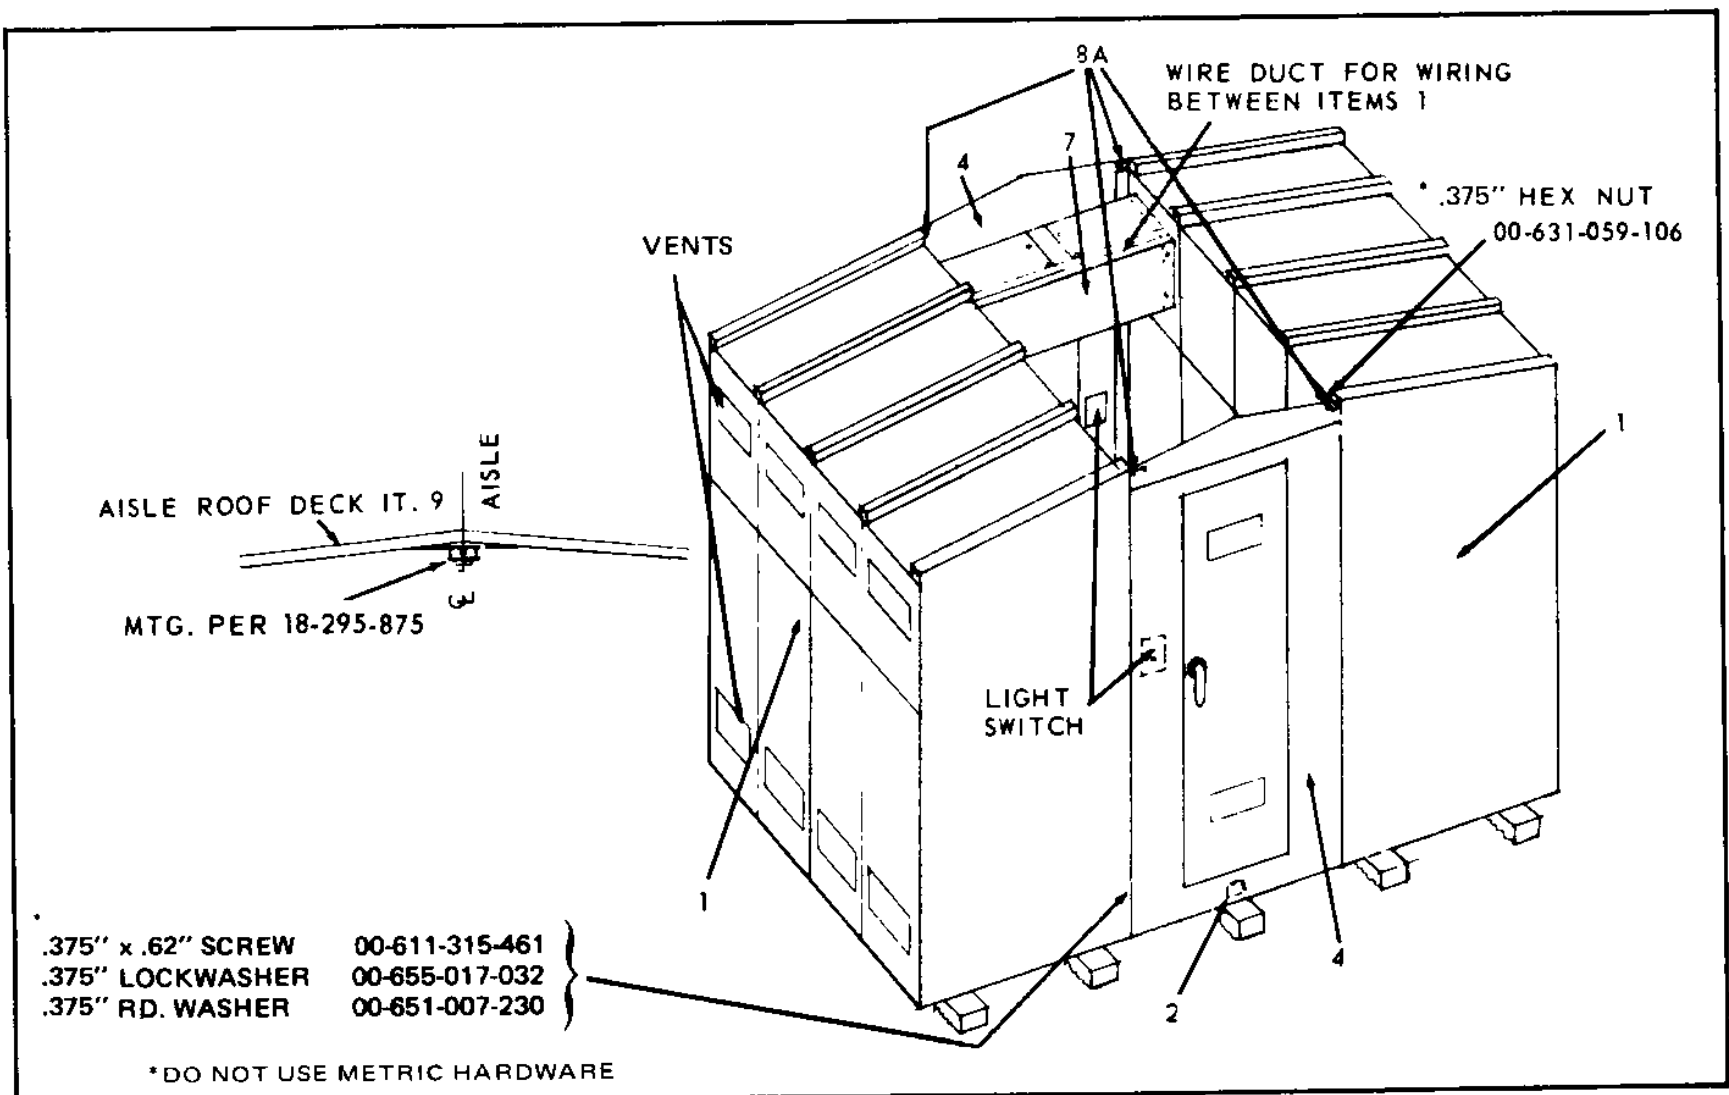 8A
WIRE DUCT FOR WIRING
BETWEEN ITEMS 1
7
4
* .375" HEX NUT
00-631-059-106
VENTS
1
AISLE
AISLE ROOF DECK IT. 9
MTG. PER 18-295-875
LIGHT
SWITCH
1
4
2
*
.375" x .62" SCREW 00-611-315-461
.375" LOCKWASHER 00-655-017-032
.375" RD. WASHER 00-651-007-230
*DO NOT USE METRIC HARDWARE